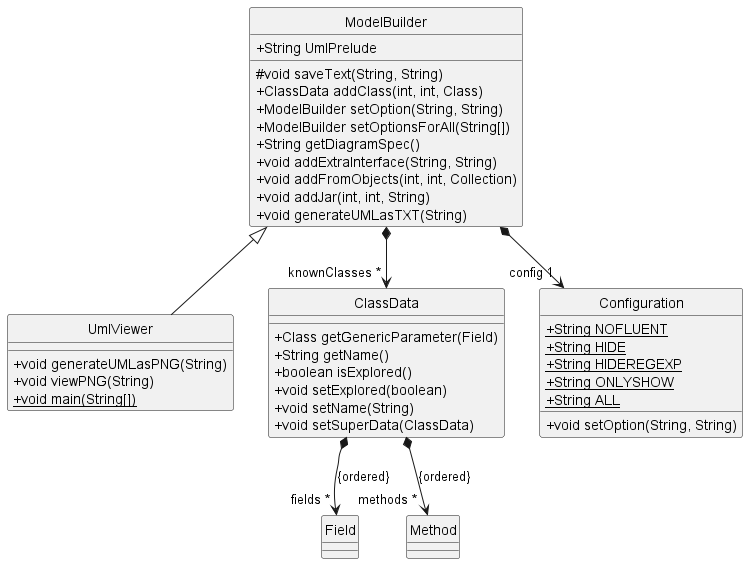 ModelBuilder
+String UmlPrelude
#void saveText(String, String)
+ClassData addClass(int, int, Class)
+ModelBuilder setOption(String, String)
+ModelBuilder setOptionsForAll(String[])
+String getDiagramSpec()
+void addExtraInterface(String, String)
+void addFromObjects(int, int, Collection)
+void addJar(int, int, String)
+void generateUMLasTXT(String)
knownClasses *
config 1
UmlViewer
+void generateUMLasPNG(String)
+void viewPNG(String)
+void main(String[])
ClassData
+Class getGenericParameter(Field)
+String getName()
+boolean isExplored()
+void setExplored(boolean)
+void setName(String)
+void setSuperData(ClassData)
Configuration
+String NOFLUENT
+String HIDE
+String HIDEREGEXP
+String ONLYSHOW
+String ALL
+void setOption(String, String)
{ordered}
fields *
{ordered}
methods *
Field
Method